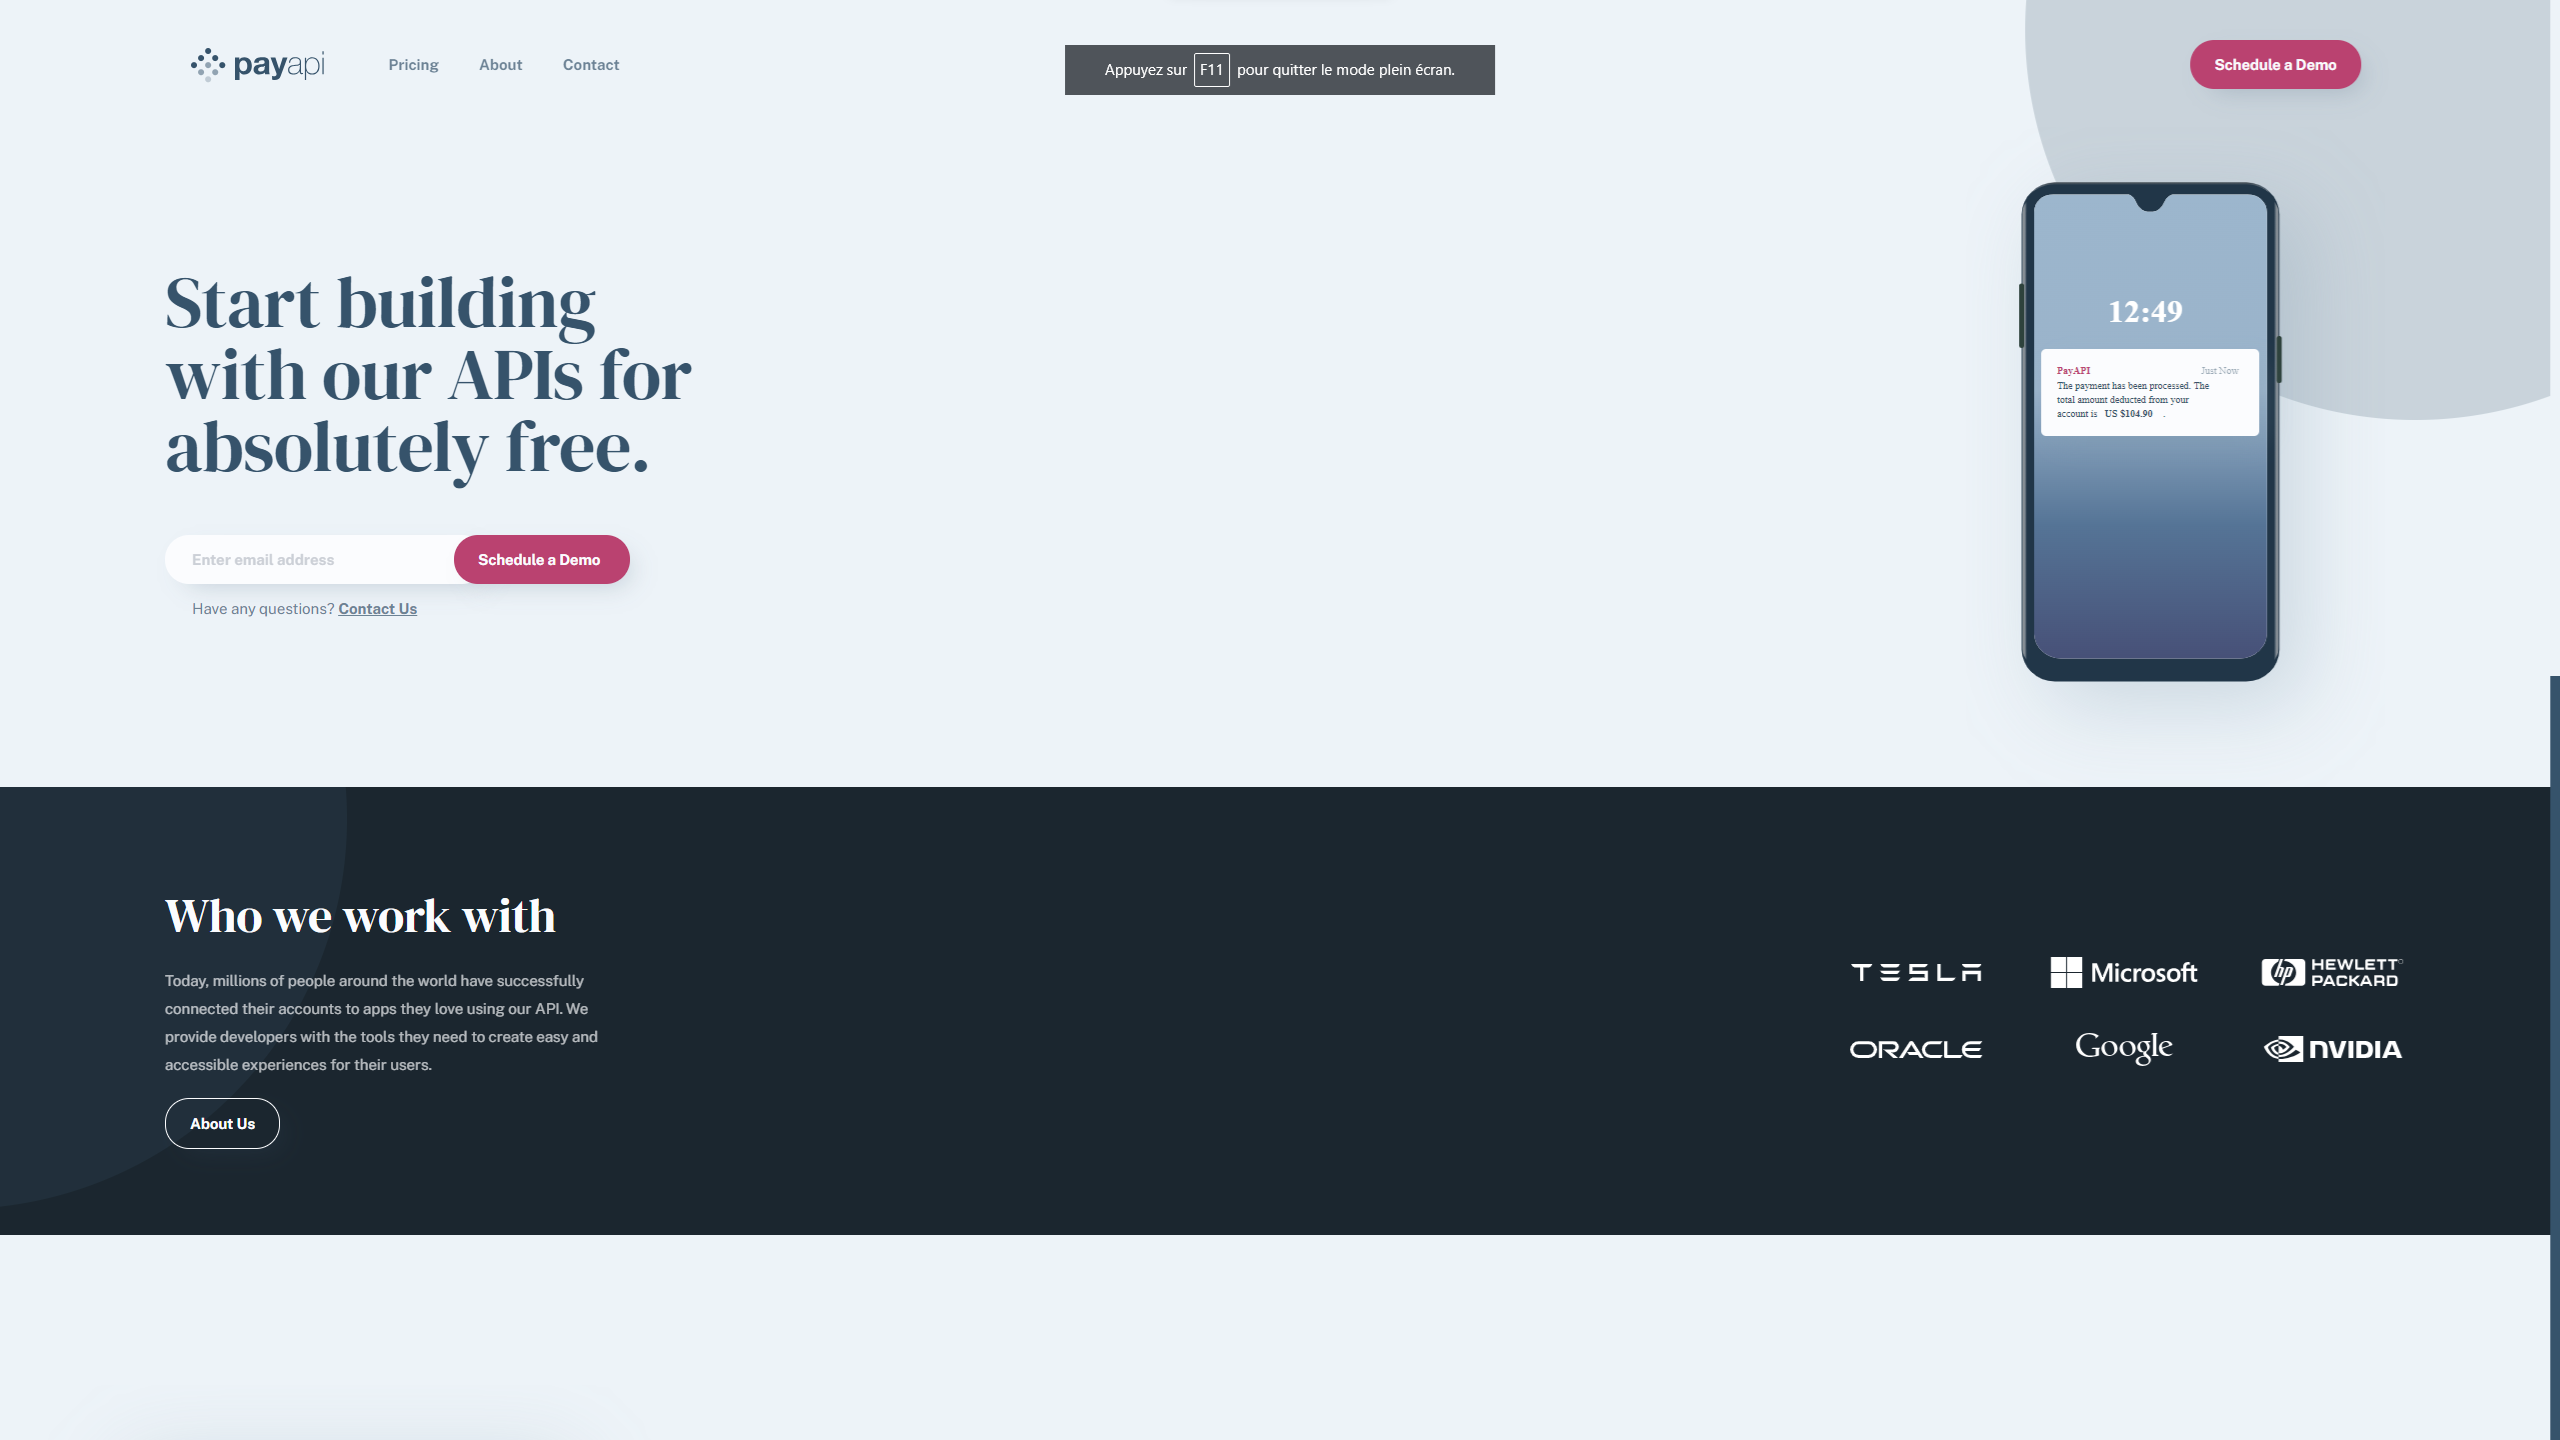 payapi
Pricing
About
Contact
Appuyez sur F11 pour quitter le mode plein écran.
Schedule a Demo
Start building
with our APIs for
absolutely free.
Enter email address
Schedule a Demo
Have any questions? Contact Us
12:49
PayAPI
Just Now
The payment has been processed. The
total amount deducted from your
account is US $104.90 .
Who we work with
Today, millions of people around the world have successfully
connected their accounts to apps they love using our API. We
provide developers with the tools they need to create easy and
accessible experiences for their users.
About Us
TESLA
Microsoft
hp HEWLETT
PACKARD
ORACLE
Google
NVIDIA